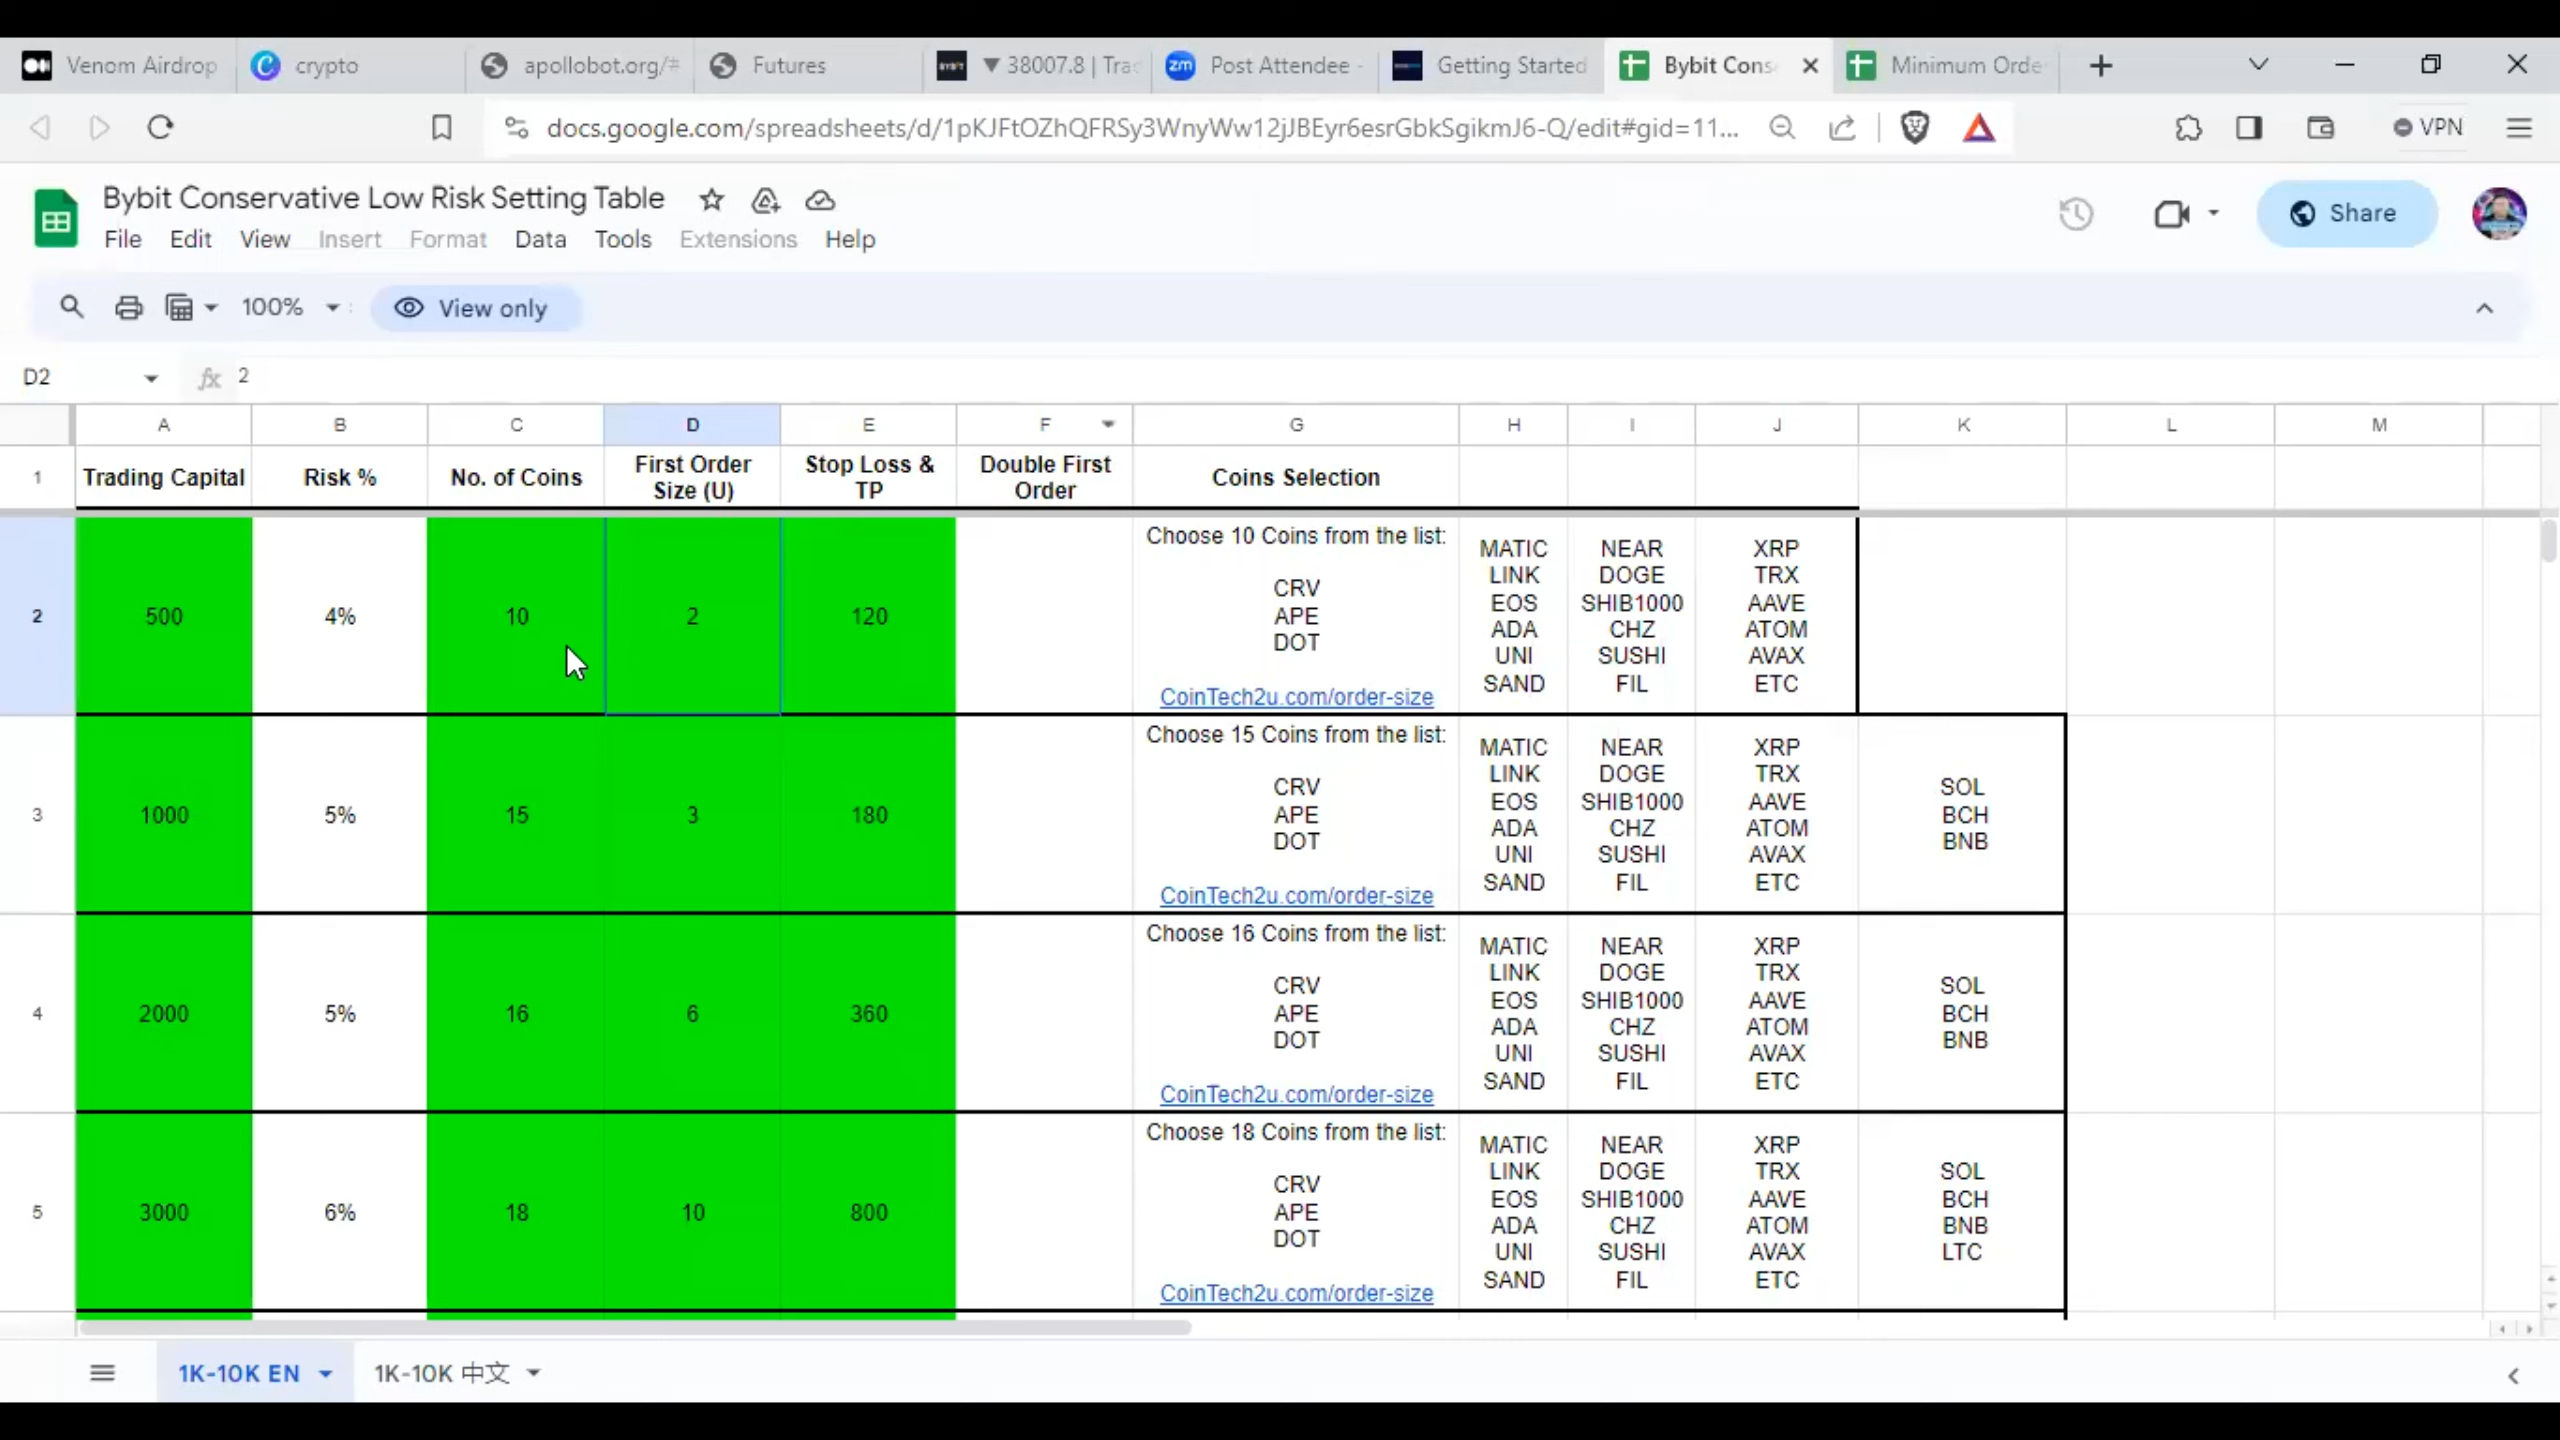 Venom Airdrop
crypto
apollobot.org/#
Futures
▼ 38007.8 | Trad
Post Attendee -
Getting Started
Bybit Cons
Minimum Orde
docs.google.com/spreadsheets/d/1pKJFtOZhQFRSy3WnyWw12jJBEyr6esrGbkSgikmJ6-Q/edit#gid=11...
VPN
Bybit Conservative Low Risk Setting Table
File Edit View Insert Format Data Tools Extensions Help
Share
100%
View only
D2
fx 2
A B C D E F G H I J K L M
1 Trading Capital Risk % No. of Coins First Order Size (U) Stop Loss & TP Double First Order Coins Selection
2
500
4%
10
2
120
Choose 10 Coins from the list:
CRV
APE
DOT
CoinTech2u.com/order-size
MATIC
LINK
EOS
ADA
UNI
SAND
NEAR
DOGE
SHIB1000
CHZ
SUSHI
FIL
XRP
TRX
AAVE
ATOM
AVAX
ETC
3
1000
5%
15
3
180
Choose 15 Coins from the list:
CRV
APE
DOT
CoinTech2u.com/order-size
MATIC
LINK
EOS
ADA
UNI
SAND
NEAR
DOGE
SHIB1000
CHZ
SUSHI
FIL
XRP
TRX
AAVE
ATOM
AVAX
ETC
SOL
BCH
BNB
4
2000
5%
16
6
360
Choose 16 Coins from the list:
CRV
APE
DOT
CoinTech2u.com/order-size
MATIC
LINK
EOS
ADA
UNI
SAND
NEAR
DOGE
SHIB1000
CHZ
SUSHI
FIL
XRP
TRX
AAVE
ATOM
AVAX
ETC
SOL
BCH
BNB
5
3000
6%
18
10
800
Choose 18 Coins from the list:
CRV
APE
DOT
CoinTech2u.com/order-size
MATIC
LINK
EOS
ADA
UNI
SAND
NEAR
DOGE
SHIB1000
CHZ
SUSHI
FIL
XRP
TRX
AAVE
ATOM
AVAX
ETC
SOL
BCH
BNB
LTC
1K-10K EN
1K-10K 中文